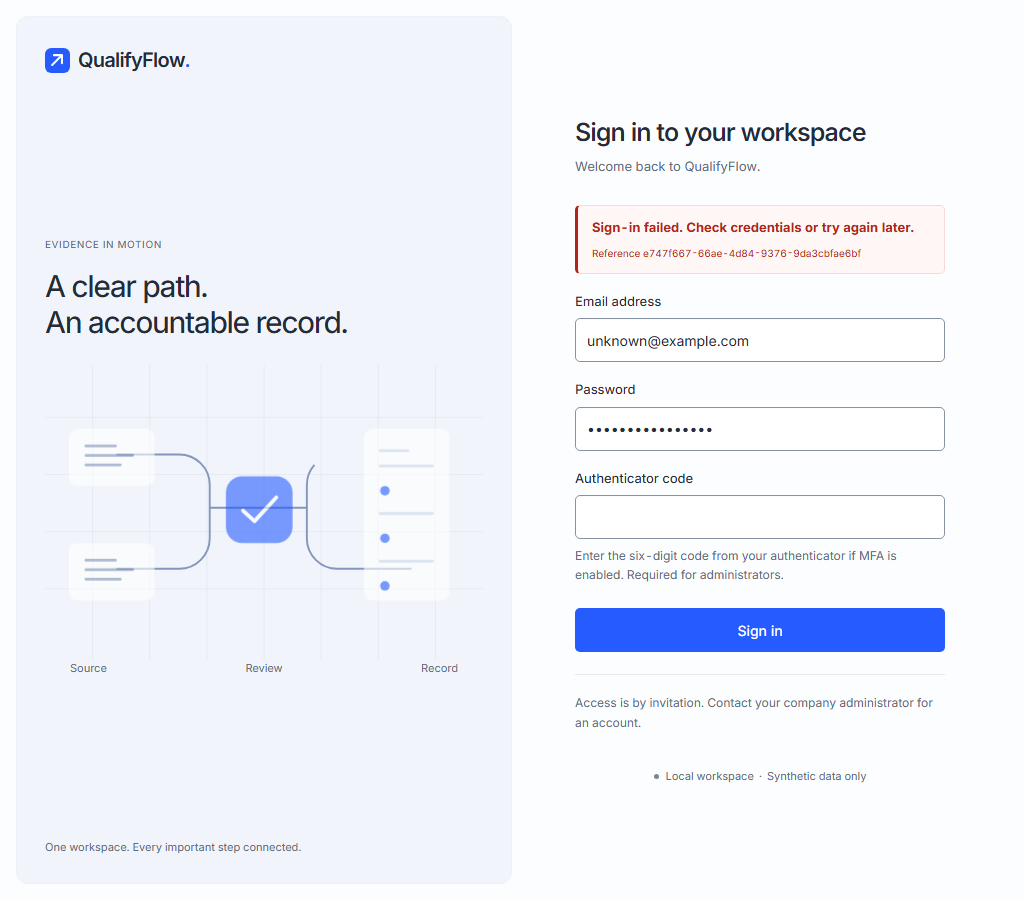 QualifyFlow.
EVIDENCE IN MOTION
A clear path.
An accountable record.
Source
Review
Record
One workspace. Every important step connected.
Sign in to your workspace
Welcome back to QualifyFlow.
Sign-in failed. Check credentials or try again later.
Reference e747f667-66ae-4d84-9376-9da3cbfae6bf
Email address
unknown@example.com
Password
••••••••••••••••
Authenticator code
Enter the six-digit code from your authenticator if MFA is
enabled. Required for administrators.
Sign in
Access is by invitation. Contact your company administrator for
an account.
Local workspace · Synthetic data only